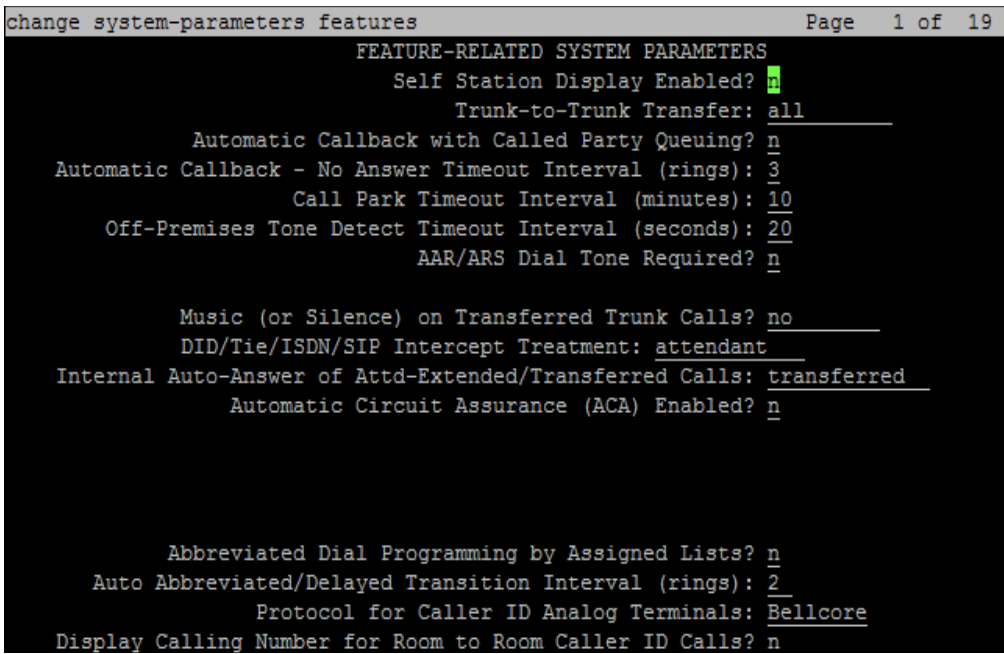 change system-parameters features Page 1 of 19
FEATURE-RELATED SYSTEM PARAMETERS
Self Station Display Enabled? n
Trunk-to-Trunk Transfer: all
Automatic Callback with Called Party Queuing? n
Automatic Callback - No Answer Timeout Interval (rings): 3
Call Park Timeout Interval (minutes): 10
Off-Premises Tone Detect Timeout Interval (seconds): 20
AAR/ARS Dial Tone Required? n
Music (or Silence) on Transferred Trunk Calls? no
DID/Tie/ISDN/SIP Intercept Treatment: attendant
Internal Auto-Answer of Attd-Extended/Transferred Calls: transferred
Automatic Circuit Assurance (ACA) Enabled? n
Abbreviated Dial Programming by Assigned Lists? n
Auto Abbreviated/Delayed Transition Interval (rings): 2
Protocol for Caller ID Analog Terminals: Bellcore
Display Calling Number for Room to Room Caller ID Calls? n